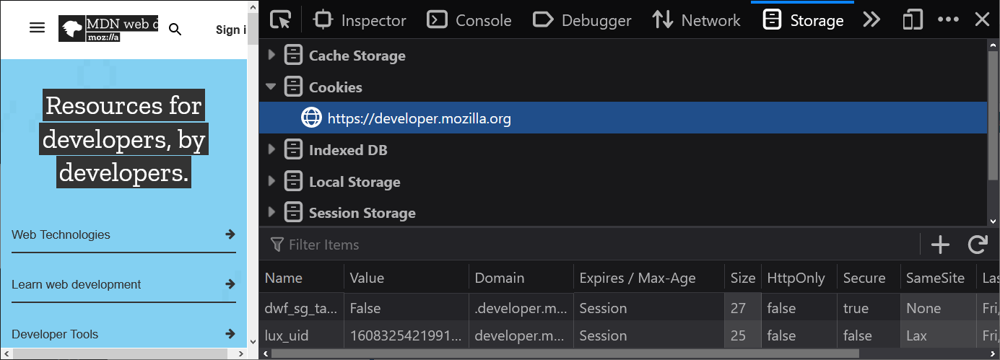 MDN web d
moz://a
Sign i
Resources for
developers, by
developers.
Web Technologies
Learn web development
Developer Tools
Inspector
Console
Debugger
Network
Storage
Cache Storage
Cookies
https://developer.mozilla.org
Indexed DB
Local Storage
Session Storage
Filter Items
Name Value Domain Expires / Max-Age Size HttpOnly Secure SameSite Las
dwf_sg_ta... False .developer.m... Session 27 false true None Fri,
lux_uid 1608325421991... developer.m... Session 25 false false Lax Fri,